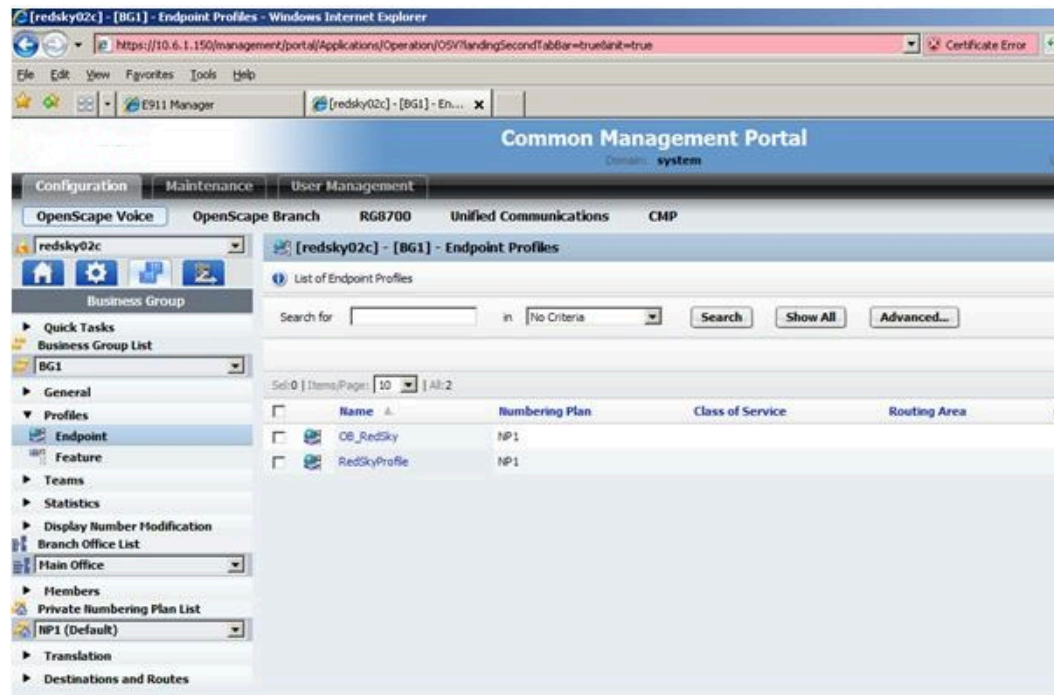 [redsky02c] - [BG1] - Endpoint Profiles - Windows Internet Explorer
https://10.6.1.150/management/portal/Applications/Operation/OSV?landingSecondTabBar=true&init=true
Certificate Error
File Edit View Favorites Tools Help
E911 Manager
[redsky02c] - [BG1] - En...
Common Management Portal
Domain: system
Configuration Maintenance User Management
OpenScape Voice OpenScape Branch RG8700 Unified Communications CMP
redsky02c
[redsky02c] - [BG1] - Endpoint Profiles
List of Endpoint Profiles
Business Group
Search for in No Criteria Search Show All Advanced...
Quick Tasks
Business Group List
BG1
Sel:0 | Items/Page: 10 | All:2
General
Name Numbering Plan Class of Service Routing Area
Profiles
Endpoint
OB_RedSky NP1
Feature
RedSkyProfile NP1
Teams
Statistics
Display Number Modification
Branch Office List
Main Office
Members
Private Numbering Plan List
NP1 (Default)
Translation
Destinations and Routes